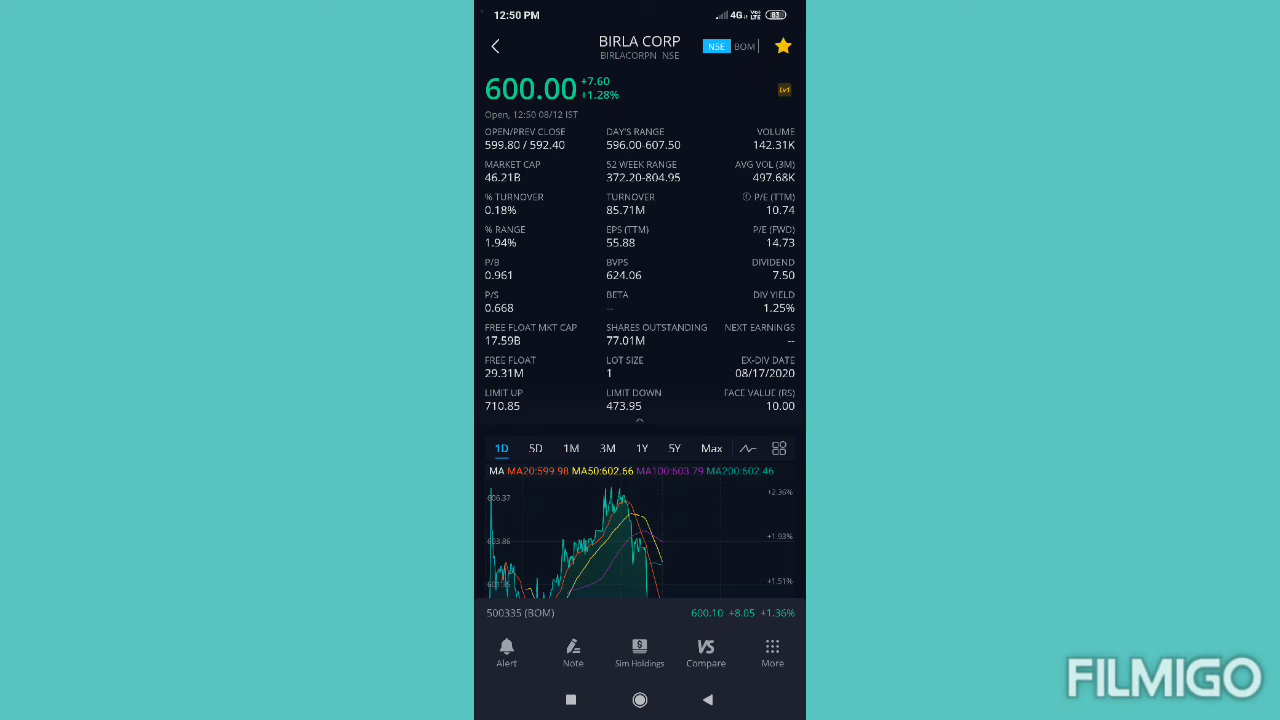 12:50 PM 4G Vo LTE 83
BIRLA CORP
BIRLACORPN NSE
NSE BOM
600.00 +7.60
+1.28%
Lv1
Open, 12:50 08/12 IST
OPEN/PREV CLOSE DAY'S RANGE VOLUME
599.80 / 592.40 596.00-607.50 142.31K
MARKET CAP 52 WEEK RANGE AVG VOL (3M)
46.21B 372.20-804.95 497.68K
% TURNOVER TURNOVER P/E (TTM)
0.18% 85.71M 10.74
% RANGE EPS (TTM) P/E (FWD)
1.94% 55.88 14.73
P/B BVPS DIVIDEND
0.961 624.06 7.50
P/S BETA DIV YIELD
0.668 -- 1.25%
FREE FLOAT MKT CAP SHARES OUTSTANDING NEXT EARNINGS
17.59B 77.01M --
FREE FLOAT LOT SIZE EX-DIV DATE
29.31M 1 08/17/2020
LIMIT UP LIMIT DOWN FACE VALUE (RS)
710.85 473.95 10.00
1D 5D 1M 3M 1Y 5Y Max
MA MA20:599.98 MA50:602.66 MA100:603.79 MA200:602.46
606.37 +2.36%
603.86 +1.93%
+1.51%
500335 (BOM) 600.10 +8.05 +1.36%
Alert Note Sim Holdings VS Compare More
FILMIGO